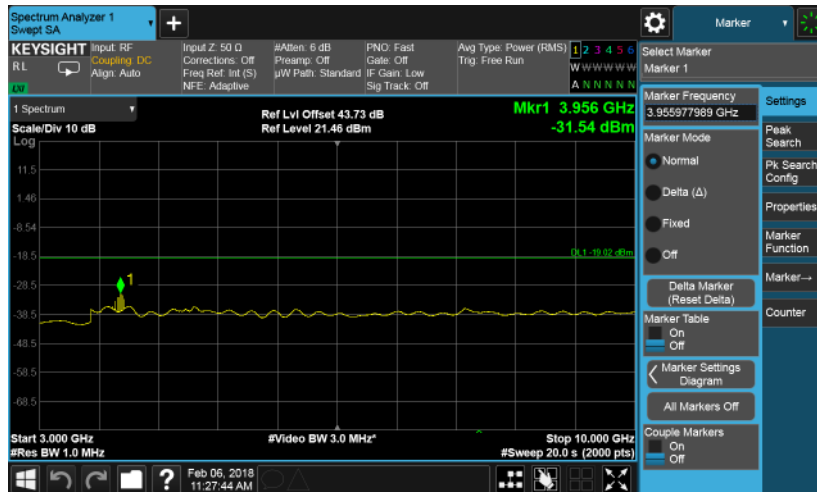 Spectrum Analyzer 1
Swept SA
Marker
KEYSIGHT
RL
LXI
Input: RF
Coupling: DC
Align: Auto
Input Z: 50 Ω
Corrections: Off
Freq Ref: Int (S)
NFE: Adaptive
#Atten: 6 dB
Preamp: Off
µW Path: Standard
PNO: Fast
Gate: Off
IF Gain: Low
Sig Track: Off
Avg Type: Power (RMS)
Trig: Free Run
1 2 3 4 5 6
W W W W W W
A N N N N N
Select Marker
Marker 1
1 Spectrum
Scale/Div 10 dB
Log
Ref Lvl Offset 43.73 dB
Ref Level 21.46 dBm
Mkr1 3.956 GHz
-31.54 dBm
11.5
1.46
-8.54
-18.5
-28.5
-38.5
-48.5
-58.5
-68.5
DL1 -19.02 dBm
1
Start 3.000 GHz
#Res BW 1.0 MHz
#Video BW 3.0 MHz*
Stop 10.000 GHz
#Sweep 20.0 s (2000 pts)
Marker Frequency
3.955977989 GHz
Marker Mode
Normal
Delta (Δ)
Fixed
Off
Delta Marker
(Reset Delta)
Marker Table
On
Off
Marker Settings
Diagram
All Markers Off
Couple Markers
On
Off
Settings
Peak
Search
Pk Search
Config
Properties
Marker
Function
Marker→
Counter
?
Feb 06, 2018
11:27:44 AM